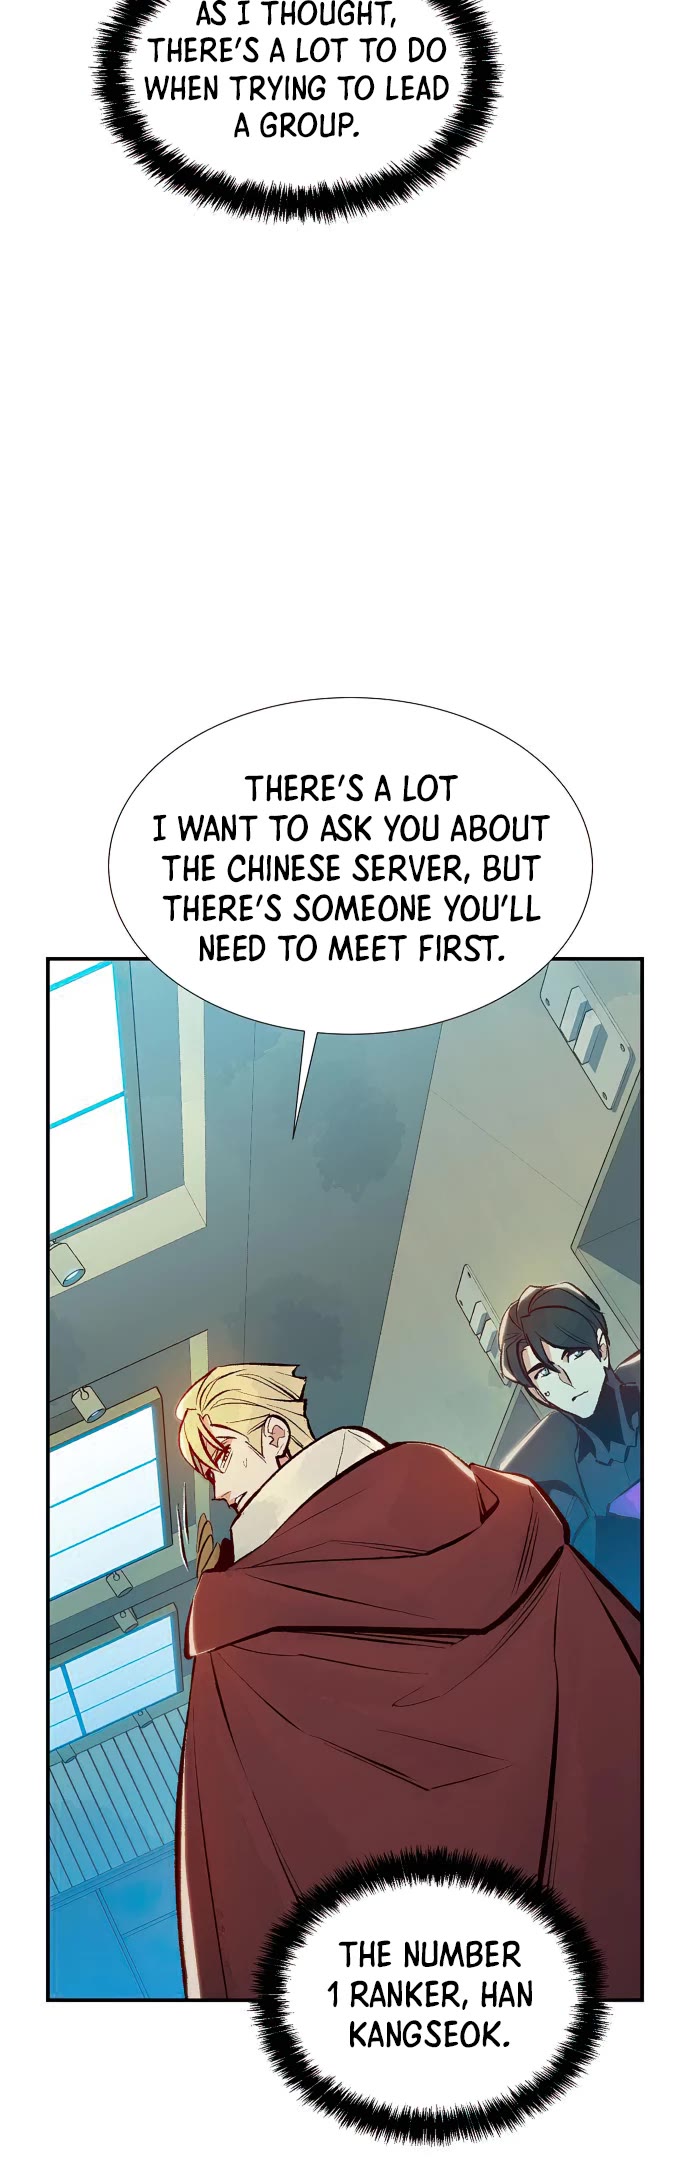 AS I THOUGHT,
THERE'S A LOT TO DO
WHEN TRYING TO LEAD
A GROUP.
THERE'S A LOT
I WANT TO ASK YOU ABOUT
THE CHINESE SERVER, BUT
THERE'S SOMEONE YOU'LL
NEED TO MEET FIRST.
THE NUMBER
1 RANKER, HAN
KANGSEOK.